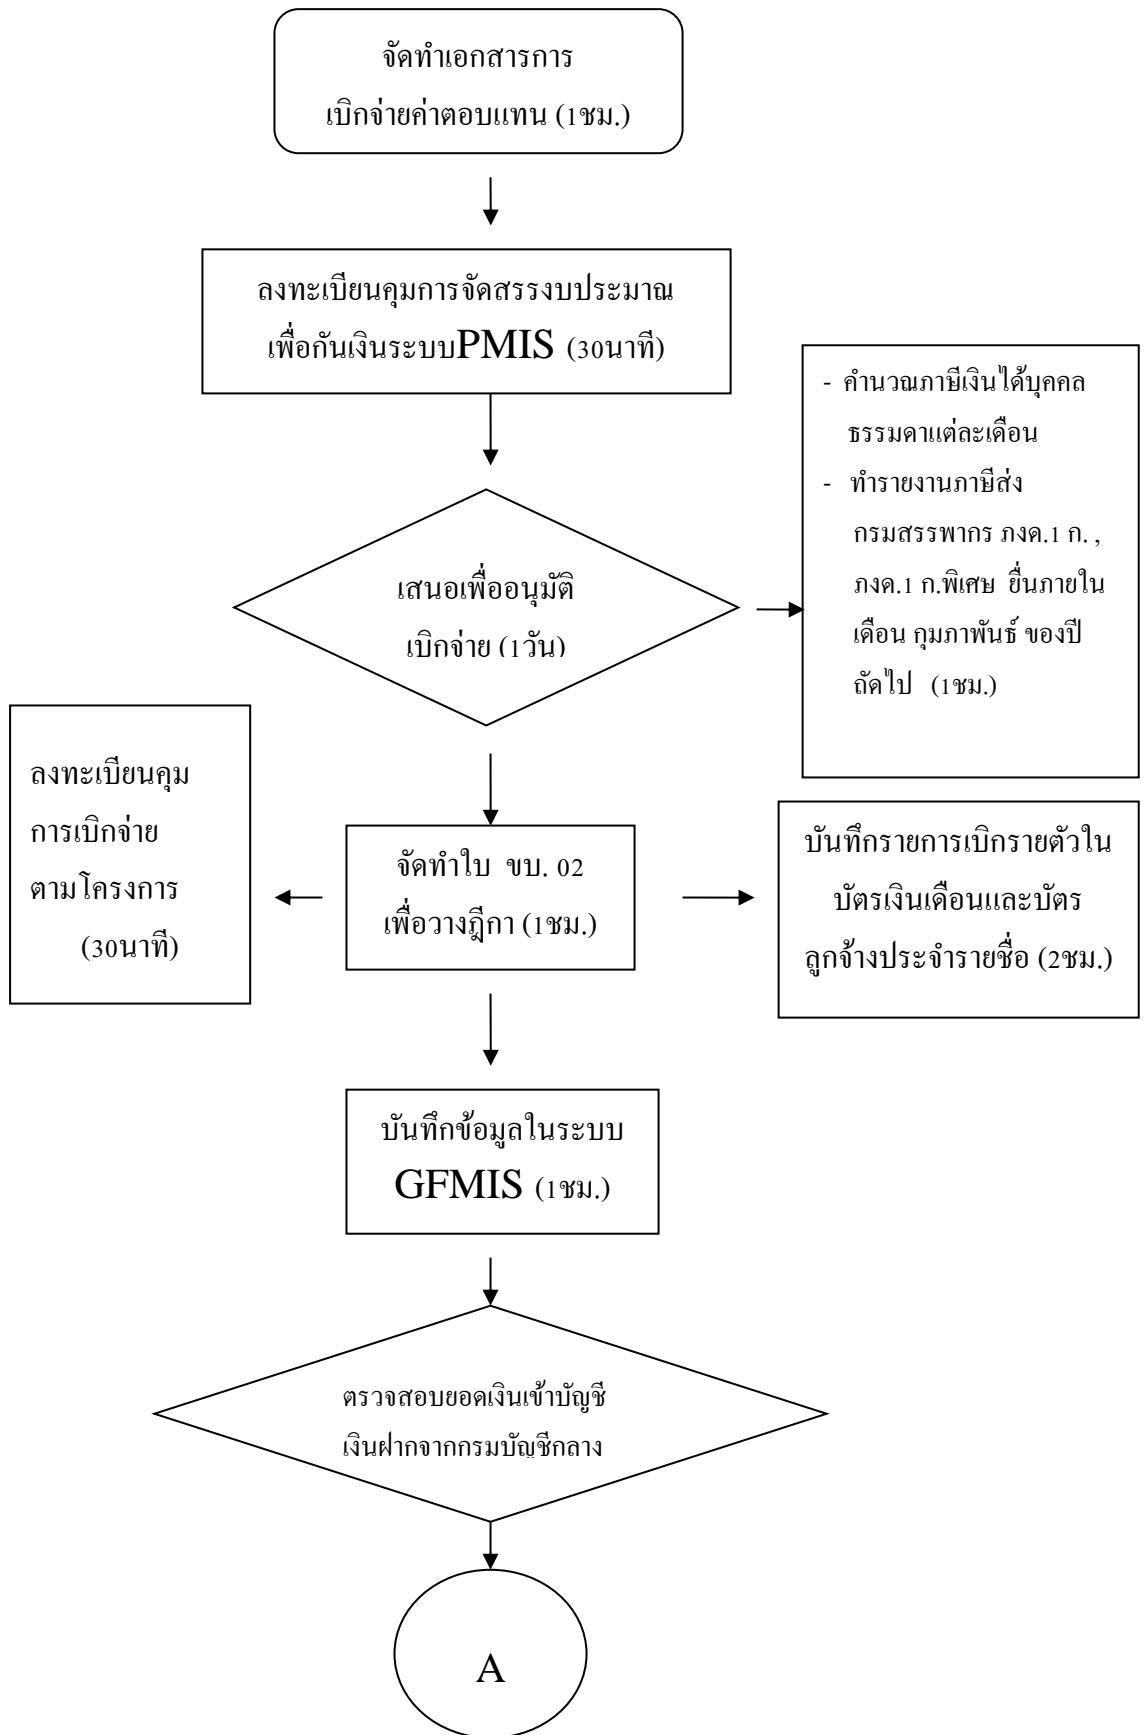 จัดทำเอกสารการ
เบิกจ่ายค่าตอบแทน (1ชม.)
ลงทะเบียนคุมการจัดสรรงบประมาณ
เพื่อกันเงินระบบPMIS (30นาที)
- คำนวณภาษีเงินได้บุคคล
ธรรมดาแต่ละเดือน
- ทำรายงานภาษีส่ง
กรมสรรพากร ภงด.1 ก. ,
ภงด.1 ก.พิเศษ ยื่นภายใน
เดือน กุมภาพันธ์ ของปี
ถัดไป (1ชม.)
เสนอเพื่ออนุมัติ
เบิกจ่าย (1วัน)
ลงทะเบียนคุม
การเบิกจ่าย
ตามโครงการ
(30นาที)
จัดทำใบ ขบ. 02
เพื่อวางฎีกา (1ชม.)
บันทึกรายการเบิกรายตัวใน
บัตรเงินเดือนและบัตร
ลูกจ้างประจำรายชื่อ (2ชม.)
บันทึกข้อมูลในระบบ
GFMIS (1ชม.)
ตรวจสอบยอดเงินเข้าบัญชี
เงินฝากจากกรมบัญชีกลาง
A